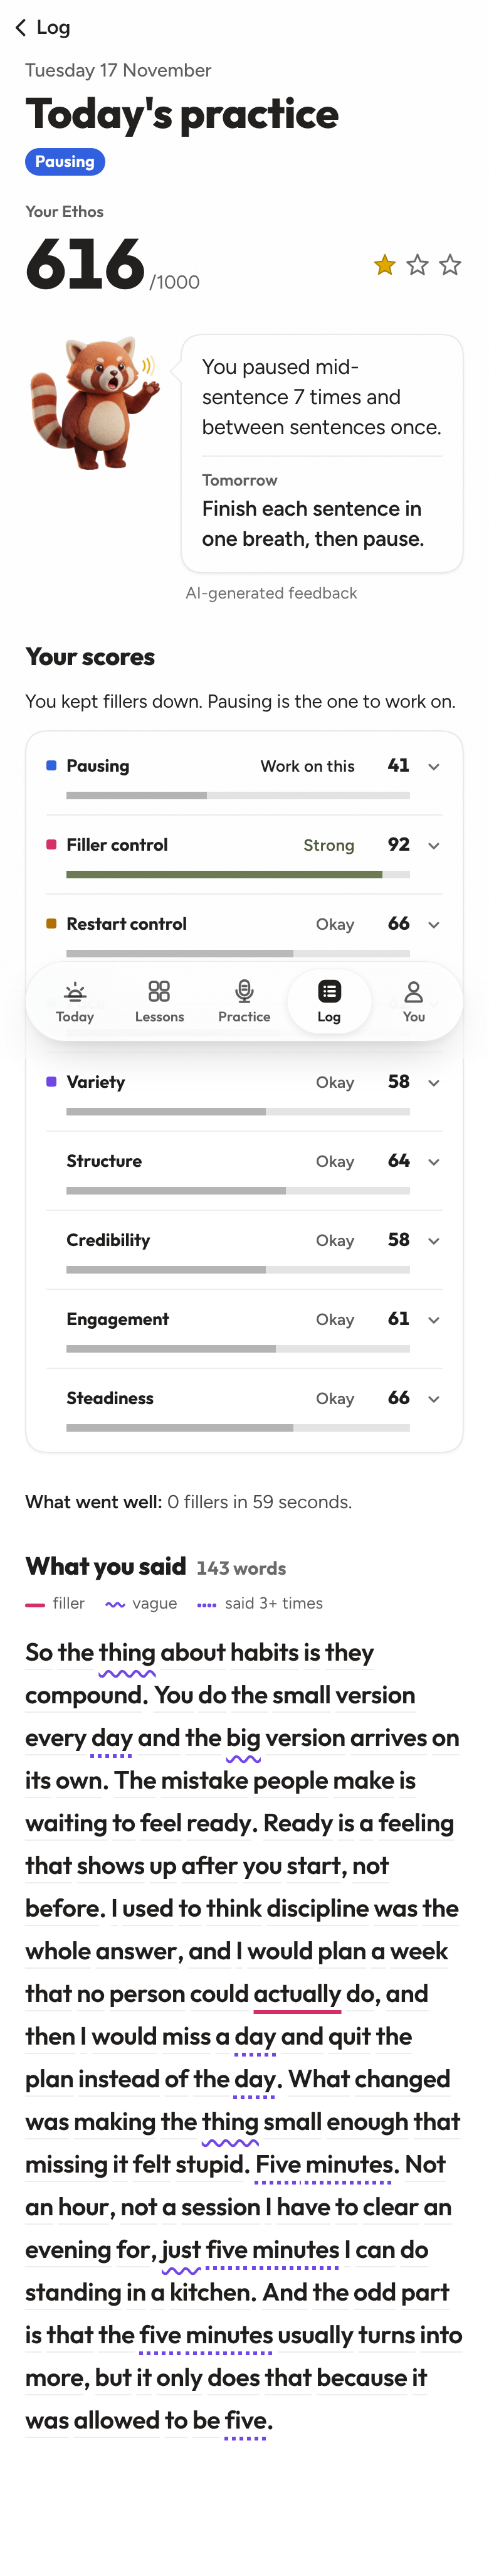 Log
Tuesday 17 November
Today's practice
Pausing
Your Ethos
616 /1000
You paused mid-
sentence 7 times and
between sentences once.
Tomorrow
Finish each sentence in
one breath, then pause.
AI-generated feedback
Your scores
You kept fillers down. Pausing is the one to work on.
Pausing Work on this 41
Filler control Strong 92
Restart control Okay 66
Today Lessons Practice Log You
Variety Okay 58
Structure Okay 64
Credibility Okay 58
Engagement Okay 61
Steadiness Okay 66
What went well: 0 fillers in 59 seconds.
What you said 143 words
filler vague said 3+ times
So the thing about habits is they
compound. You do the small version
every day and the big version arrives on
its own. The mistake people make is
waiting to feel ready. Ready is a feeling
that shows up after you start, not
before. I used to think discipline was the
whole answer, and I would plan a week
that no person could actually do, and
then I would miss a day and quit the
plan instead of the day. What changed
was making the thing small enough that
missing it felt stupid. Five minutes. Not
an hour, not a session I have to clear an
evening for, just five minutes I can do
standing in a kitchen. And the odd part
is that the five minutes usually turns into
more, but it only does that because it
was allowed to be five.